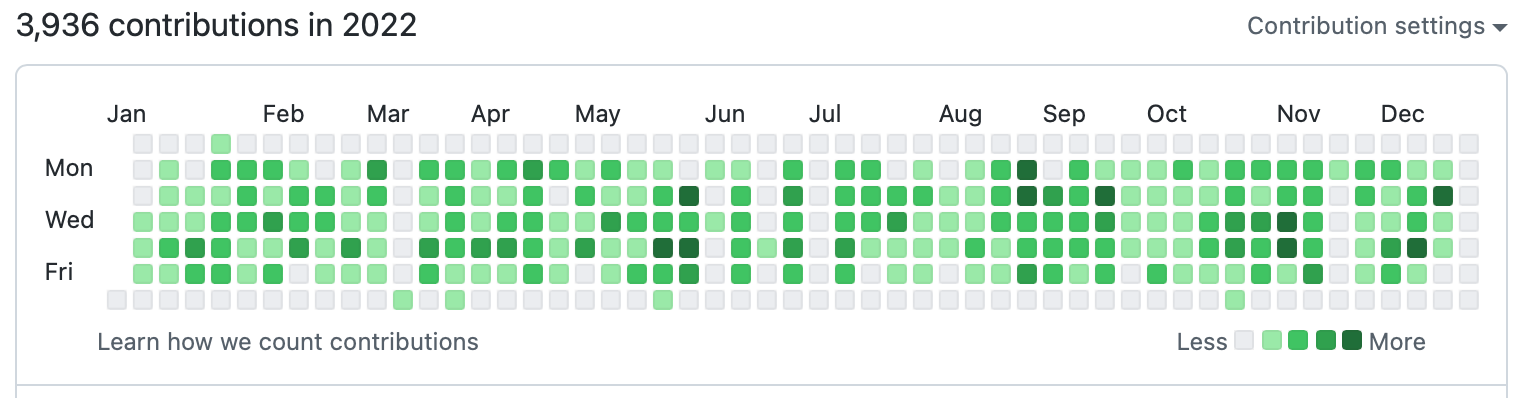 3,936 contributions in 2022
Contribution settings
Jan Feb Mar Apr May Jun Jul Aug Sep Oct Nov Dec
Mon
Wed
Fri
Learn how we count contributions
Less More